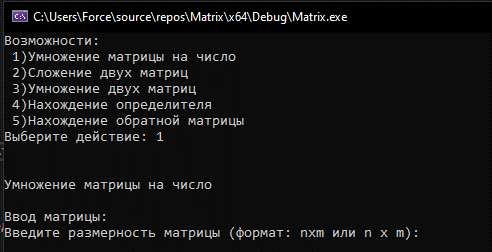 C:\Users\Force\source\repos\Matrix\x64\Debug\Matrix.exe
Возможности:
1)Умножение матрицы на число
2)Сложение двух матриц
3)Умножение двух матриц
4)Нахождение определителя
5)Нахождение обратной матрицы
Выберите действие: 1
Умножение матрицы на число
Ввод матрицы:
Введите размерность матрицы (формат: nxm или n x m):